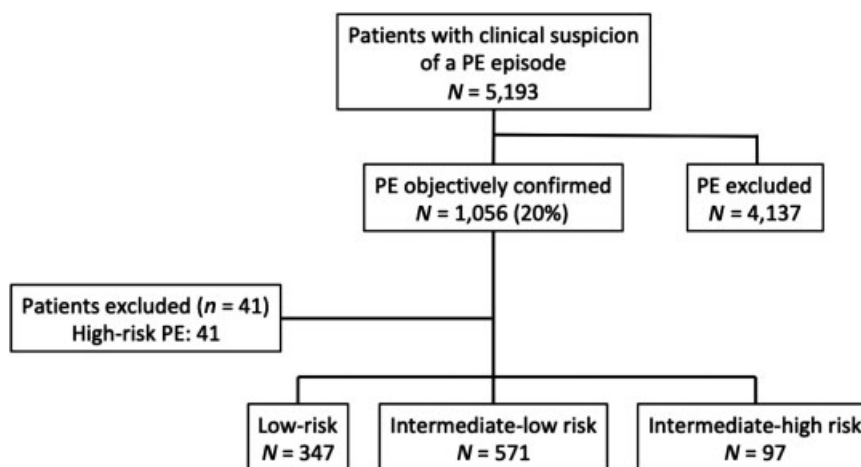 Patients with clinical suspicion
of a PE episode
N = 5,193
PE objectively confirmed
N = 1,056 (20%)
PE excluded
N = 4,137
Patients excluded (n = 41)
High-risk PE: 41
Low-risk
N = 347
Intermediate-low risk
N = 571
Intermediate-high risk
N = 97